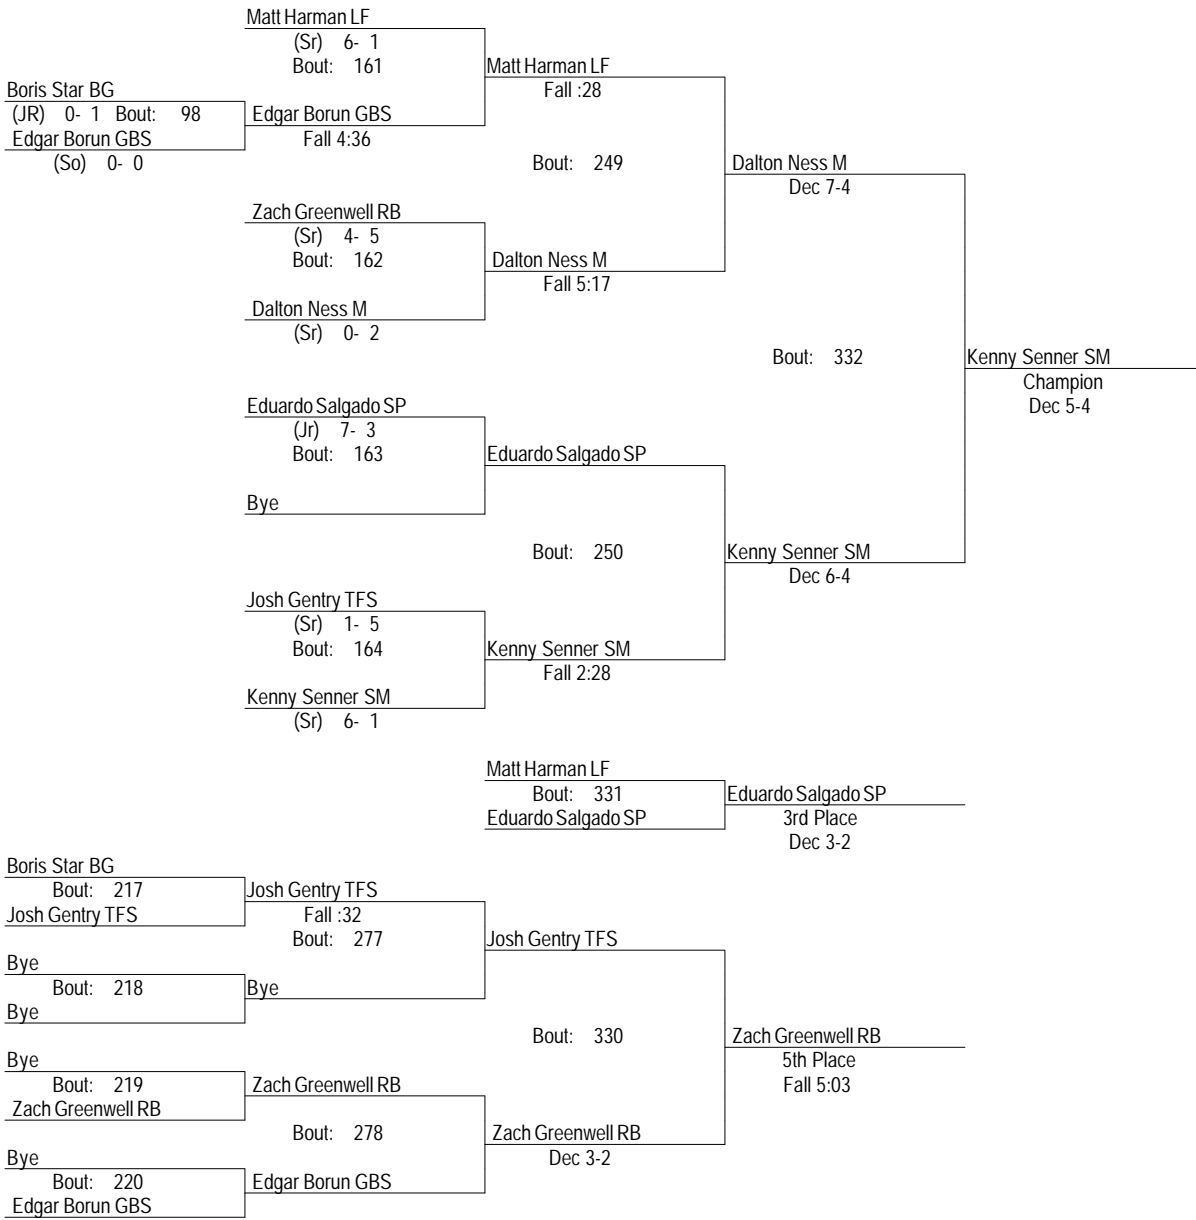 Matt Harman LF
(Sr) 6- 1
Bout: 161
Matt Harman LF
Fall :28
Boris Star BG
(JR) 0- 1 Bout: 98
Edgar Borun GBS
Edgar Borun GBS
Fall 4:36
(So) 0- 0
Bout: 249
Dalton Ness M
Dec 7-4
Zach Greenwell RB
(Sr) 4- 5
Bout: 162
Dalton Ness M
Fall 5:17
Dalton Ness M
(Sr) 0- 2
Bout: 332
Kenny Senner SM
Champion
Dec 5-4
Eduardo Salgado SP
(Jr) 7- 3
Bout: 163
Eduardo Salgado SP
Bye
Bout: 250
Kenny Senner SM
Dec 6-4
Josh Gentry TFS
(Sr) 1- 5
Bout: 164
Kenny Senner SM
Fall 2:28
Kenny Senner SM
(Sr) 6- 1
Matt Harman LF
Bout: 331
Eduardo Salgado SP
Eduardo Salgado SP
3rd Place
Dec 3-2
Boris Star BG
Bout: 217
Josh Gentry TFS
Josh Gentry TFS
Fall :32
Bout: 277
Josh Gentry TFS
Bye
Bout: 218
Bye
Bye
Bout: 330
Zach Greenwell RB
5th Place
Fall 5:03
Bye
Bout: 219
Zach Greenwell RB
Zach Greenwell RB
Bout: 278
Zach Greenwell RB
Dec 3-2
Bye
Bout: 220
Edgar Borun GBS
Edgar Borun GBS